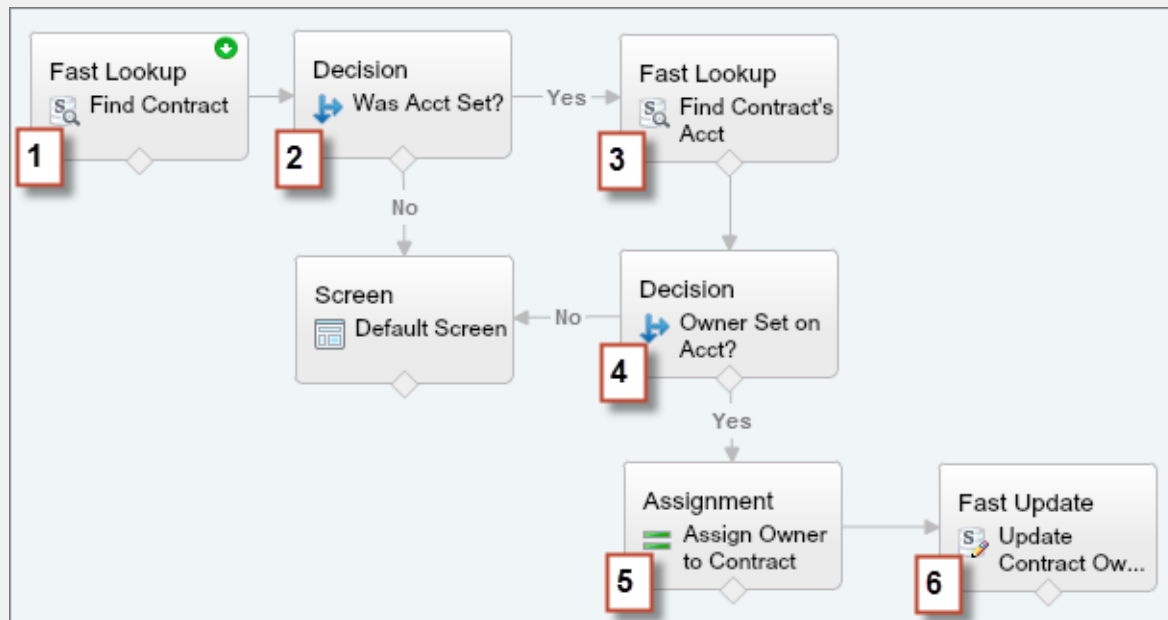 Fast Lookup
Find Contract
1
Decision
Was Acct Set?
2
Yes
Fast Lookup
Find Contract's
Acct
3
No
Screen
Default Screen
No
Decision
Owner Set on
Acct?
4
Yes
Assignment
Assign Owner
to Contract
5
Fast Update
Update
Contract Ow...
6